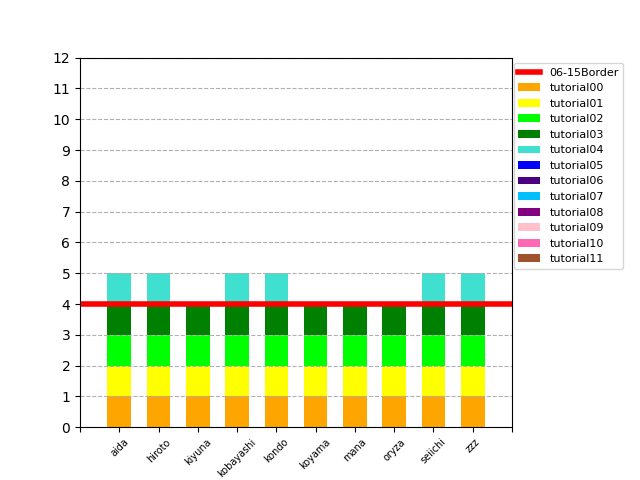 12
11
10
9
8
7
6
5
4
3
2
1
0
aida
hiroto
kiyuna
kobayashi
kondo
koyama
mana
oryza
seiichi
zzz
06-15Border
tutorial00
tutorial01
tutorial02
tutorial03
tutorial04
tutorial05
tutorial06
tutorial07
tutorial08
tutorial09
tutorial10
tutorial11